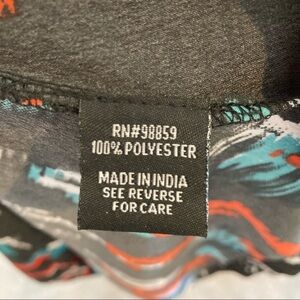 RN#98859
100% POLYESTER
MADE IN INDIA
SEE REVERSE
FOR CARE